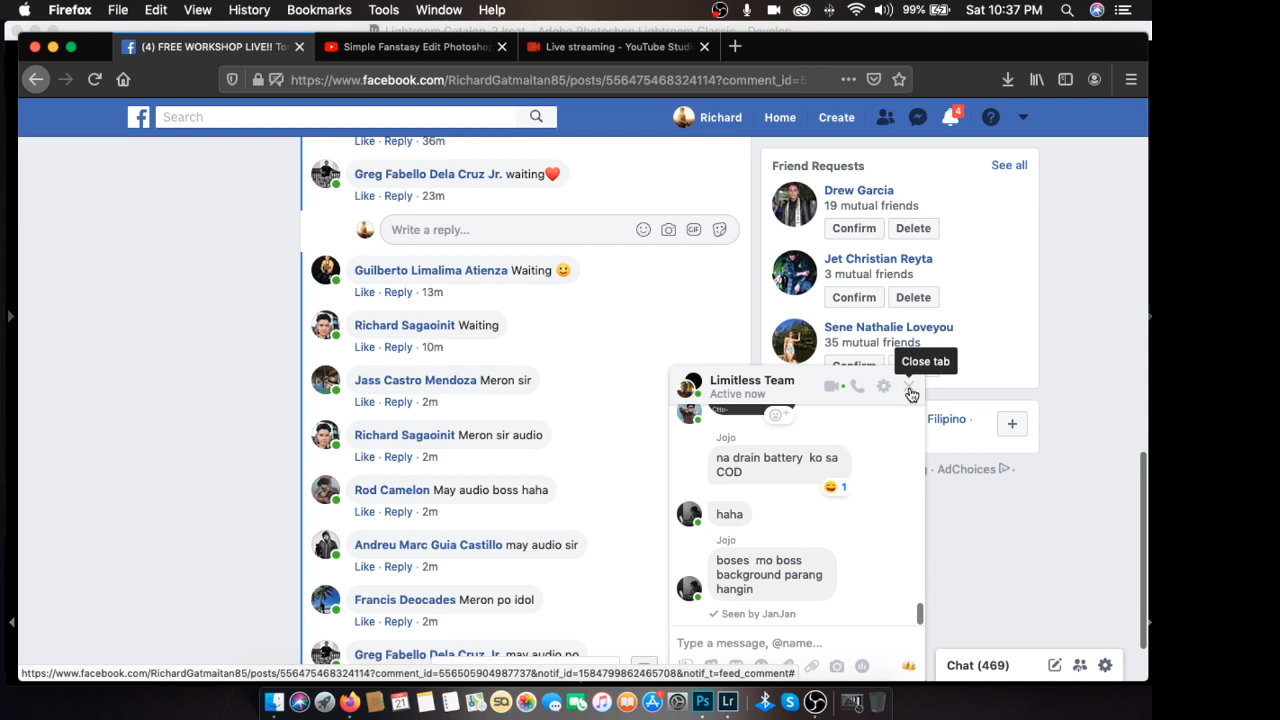 Firefox File Edit View History Bookmarks Tools Window Help
99% Sat 10:37 PM
(4) FREE WORKSHOP LIVE!! To
Simple Fanstasy Edit Photosho
Live streaming - YouTube Studi
https://www.facebook.com/RichardGatmaitan85/posts/556475468324114?comment_id=5
Search
Richard Home Create
4
Like · Reply · 36m
Greg Fabello Dela Cruz Jr. waiting❤️
Like · Reply · 23m
Write a reply...
GIF
Guilberto Limalima Atienza Waiting 😀
Like · Reply · 13m
Richard Sagaoinit Waiting
Like · Reply · 10m
Jass Castro Mendoza Meron sir
Like · Reply · 2m
Richard Sagaoinit Meron sir audio
Like · Reply · 2m
Rod Camelon May audio boss haha
Like · Reply · 2m
Andreu Marc Guia Castillo may audio sir
Like · Reply · 2m
Francis Deocades Meron po idol
Like · Reply · 2m
Greg Fabello Dela Cruz Jr. may audio po
Friend Requests See all
Drew Garcia
19 mutual friends
Confirm Delete
Jet Christian Reyta
3 mutual friends
Confirm Delete
Sene Nathalie Loveyou
35 mutual friends
Close tab
Filipino ·
AdChoices
Limitless Team
Active now
Jojo
na drain battery ko sa
COD
😄 1
haha
Jojo
boses mo boss
background parang
hangin
Seen by JanJan
Type a message, @name...
Chat (469)
https://www.facebook.com/RichardGatmaitan85/posts/556475468324114?comment_id=556505904987737&notif_id=1584799862465708&notif_t=feed_comment#
21
SQ
Ps
Lr